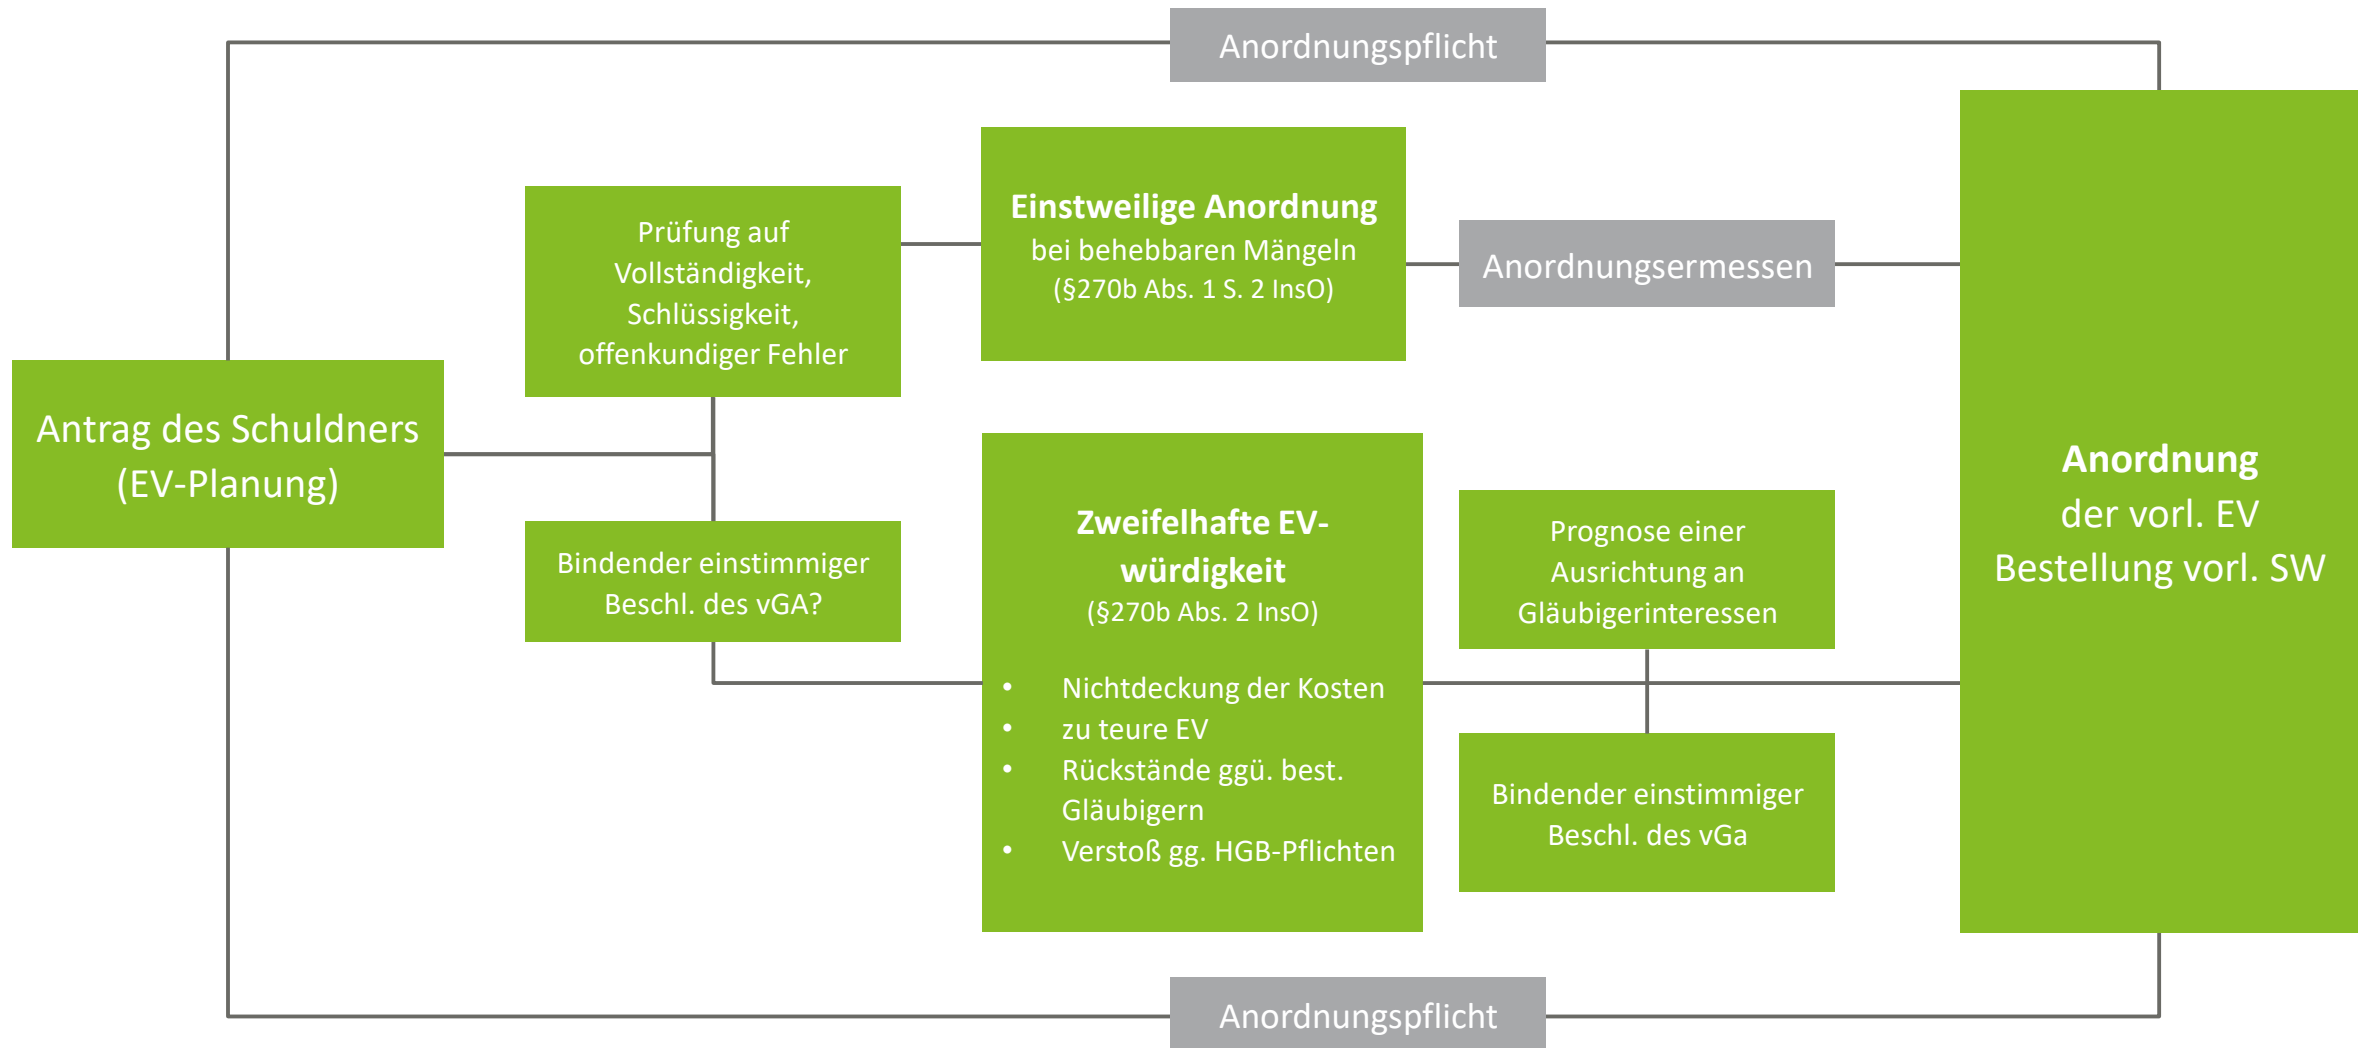 Anordnungspflicht
Antrag des Schuldners
(EV-Planung)
Prüfung auf
Vollständigkeit,
Schlüssigkeit,
offenkundiger Fehler
Bindender einstimmiger
Beschl. des vGA?
Einstweilige Anordnung
bei behebbaren Mängeln
(§270b Abs. 1 S. 2 InsO)
Anordnungsermessen
Zweifelhafte EV-
würdigkeit
(§270b Abs. 2 InsO)
• Nichtdeckung der Kosten
• zu teure EV
• Rückstände ggü. best.
Gläubigern
• Verstoß gg. HGB-Pflichten
Prognose einer
Ausrichtung an
Gläubigerinteressen
Bindender einstimmiger
Beschl. des vGa
Anordnung
der vorl. EV
Bestellung vorl. SW
Anordnungspflicht